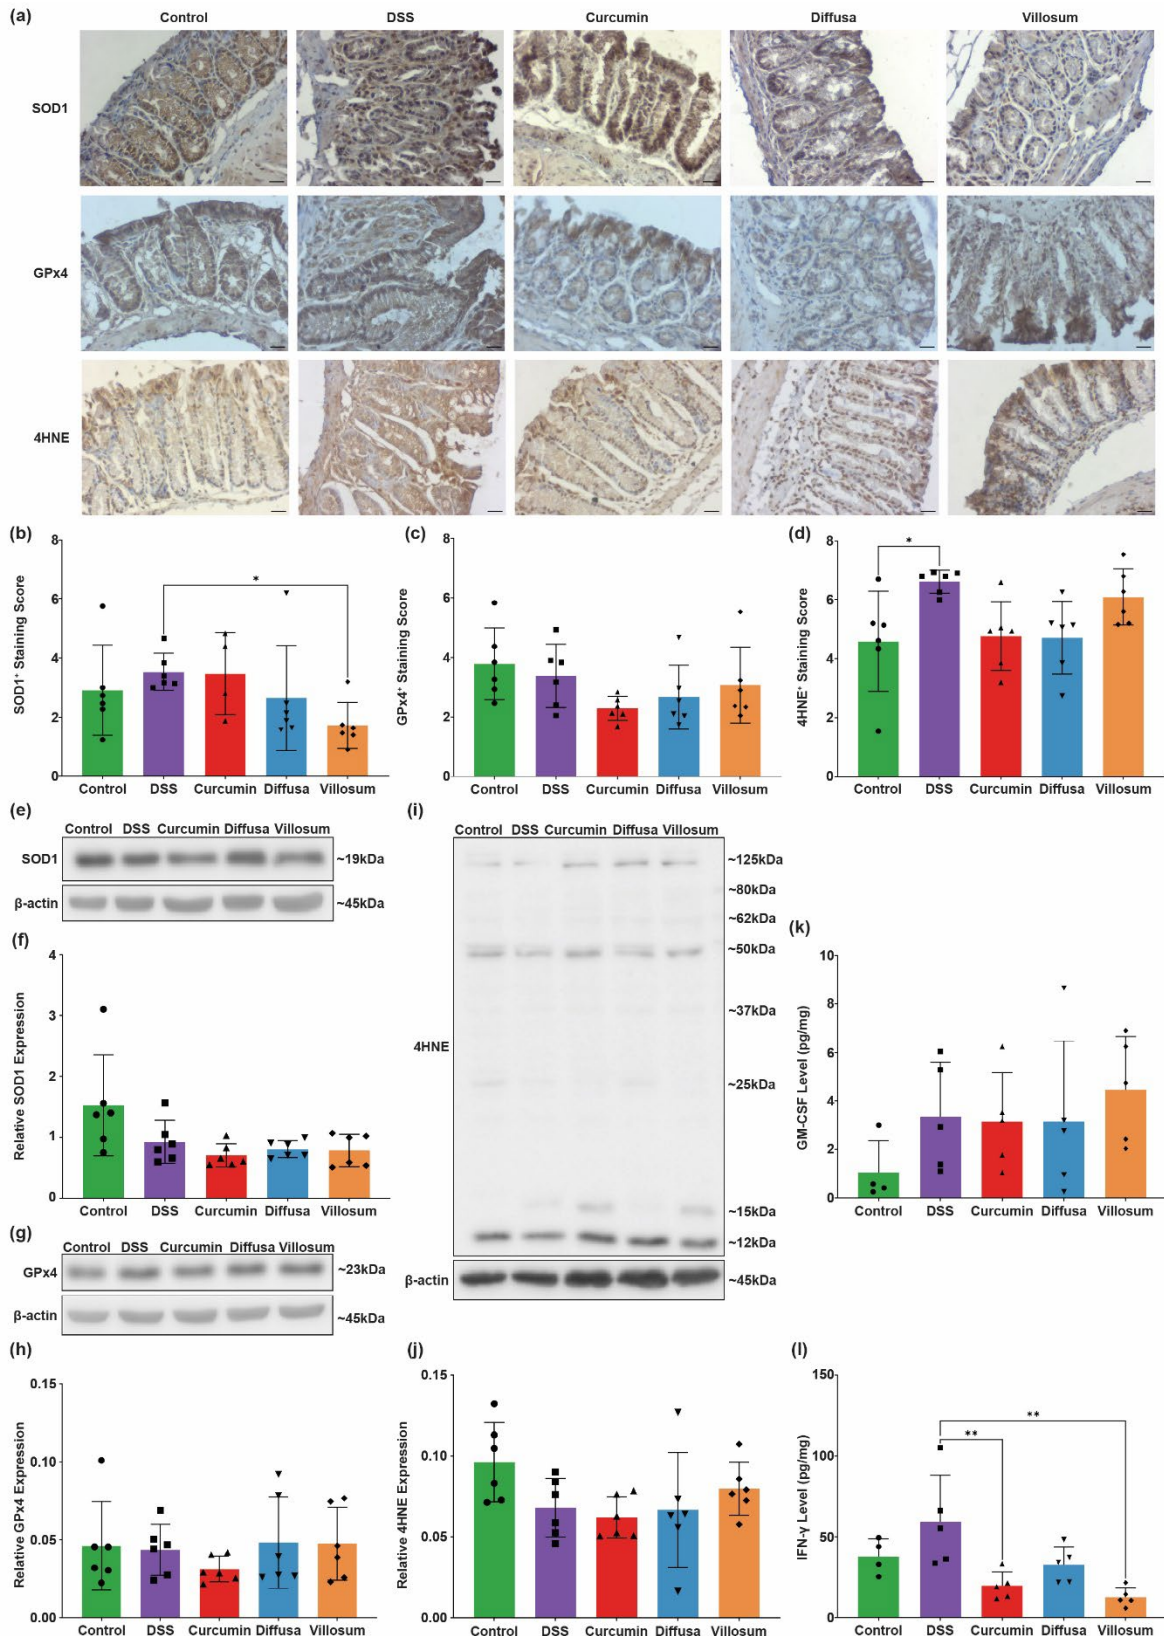 (a)
Control DSS Curcumin Diffusa Villosum
SOD1
GPx4
4HNE
(b)
SOD1⁺ Staining Score
8
6
4
2
0
*
Control DSS Curcumin Diffusa Villosum
(c)
GPx4⁺ Staining Score
8
6
4
2
0
Control DSS Curcumin Diffusa Villosum
(d)
4HNE⁺ Staining Score
8
6
4
2
0
*
Control DSS Curcumin Diffusa Villosum
(e)
Control DSS Curcumin Diffusa Villosum
SOD1 ~19kDa
β-actin ~45kDa
(f)
Relative SOD1 Expression
4
3
2
1
0
Control DSS Curcumin Diffusa Villosum
(g)
Control DSS Curcumin Diffusa Villosum
GPx4 ~23kDa
β-actin ~45kDa
(h)
Relative GPx4 Expression
0.15
0.10
0.05
0.00
Control DSS Curcumin Diffusa Villosum
(i)
Control DSS Curcumin Diffusa Villosum
~125kDa
~80kDa
~62kDa
~50kDa
~37kDa
4HNE
~25kDa
~15kDa
~12kDa
β-actin ~45kDa
(j)
Relative 4HNE Expression
0.15
0.10
0.05
0.00
Control DSS Curcumin Diffusa Villosum
(k)
GM-CSF Level (pg/mg)
10
8
6
4
2
0
Control DSS Curcumin Diffusa Villosum
(l)
IFN-γ Level (pg/mg)
150
100
50
0
**
**
Control DSS Curcumin Diffusa Villosum